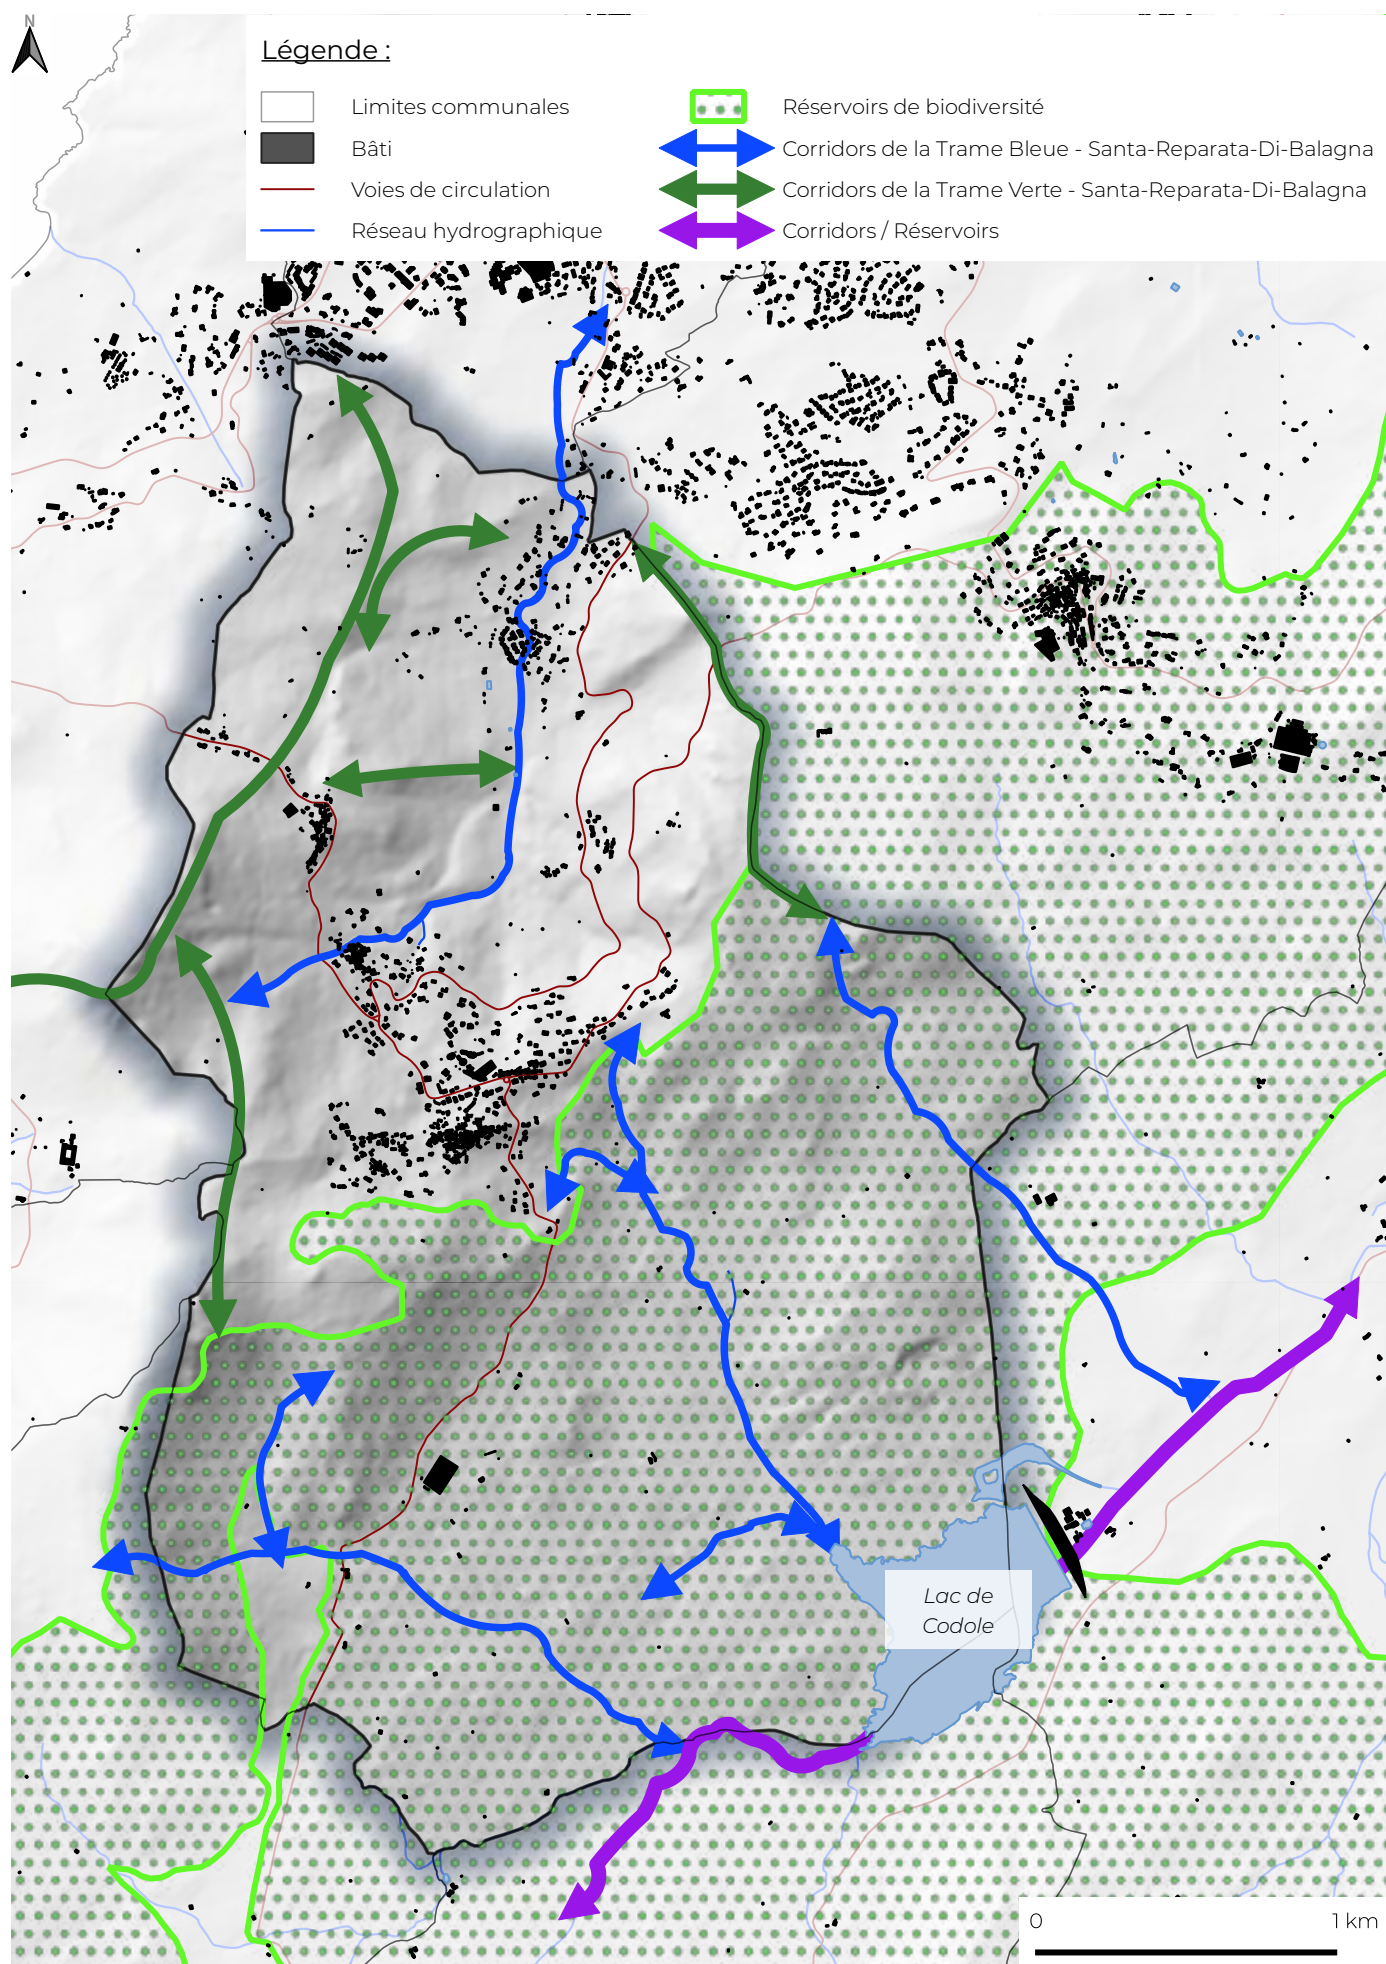 N
Légende :
Limites communales
Bâti
Voies de circulation
Réseau hydrographique
Réservoirs de biodiversité
Corridors de la Trame Bleue - Santa-Reparata-Di-Balagna
Corridors de la Trame Verte - Santa-Reparata-Di-Balagna
Corridors / Réservoirs
Lac de
Codole
0 1 km